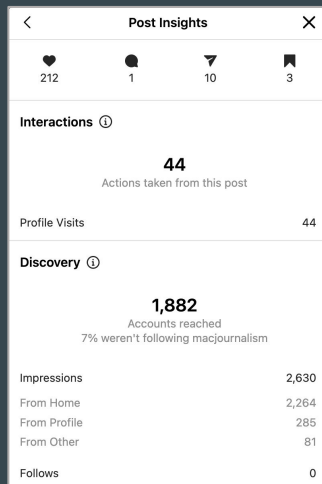 Post Insights
212 1 10 3
Interactions
44
Actions taken from this post
Profile Visits 44
Discovery
1,882
Accounts reached
7% weren't following macjournalism
Impressions 2,630
From Home 2,264
From Profile 285
From Other 81
Follows 0